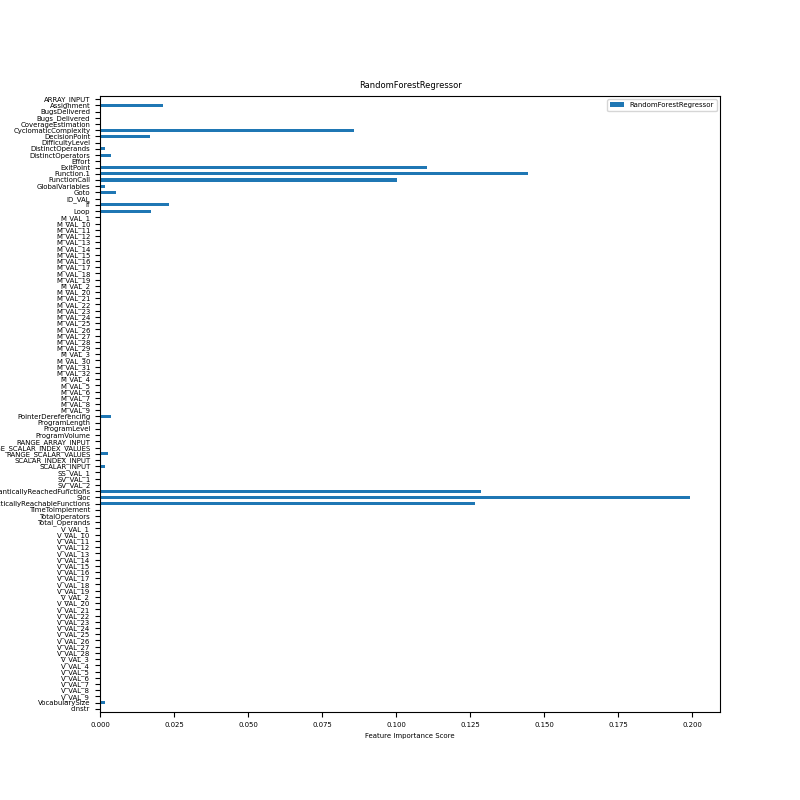 RandomForestRegressor
RandomForestRegressor
ARRAY_INPUT
Assignment
BugsDelivered
Bugs_Delivered
CoverageEstimation
CyclomaticComplexity
DecisionPoint
DifficultyLevel
DistinctOperands
DistinctOperators
Effort
ExitPoint
Function.1
FunctionCall
GlobalVariables
Goto
ID_VAL
If
Loop
M_VAL_1
M_VAL_10
M_VAL_11
M_VAL_12
M_VAL_13
M_VAL_14
M_VAL_15
M_VAL_16
M_VAL_17
M_VAL_18
M_VAL_19
M_VAL_2
M_VAL_20
M_VAL_21
M_VAL_22
M_VAL_23
M_VAL_24
M_VAL_25
M_VAL_26
M_VAL_27
M_VAL_28
M_VAL_29
M_VAL_3
M_VAL_30
M_VAL_31
M_VAL_32
M_VAL_4
M_VAL_5
M_VAL_6
M_VAL_7
M_VAL_8
M_VAL_9
PointerDereferencing
ProgramLength
ProgramLevel
ProgramVolume
RANGE_ARRAY_INPUT
E_SCALAR_INDEX_VALUES
RANGE_SCALAR_VALUES
SCALAR_INDEX_INPUT
SCALAR_INPUT
SS_VAL_1
SV_VAL_1
SV_VAL_2
anticallyReachedFunctions
Sloc
ticallyReachableFunctions
TimeToImplement
TotalOperators
Total_Operands
V_VAL_1
V_VAL_10
V_VAL_11
V_VAL_12
V_VAL_13
V_VAL_14
V_VAL_15
V_VAL_16
V_VAL_17
V_VAL_18
V_VAL_19
V_VAL_2
V_VAL_20
V_VAL_21
V_VAL_22
V_VAL_23
V_VAL_24
V_VAL_25
V_VAL_26
V_VAL_27
V_VAL_28
V_VAL_3
V_VAL_4
V_VAL_5
V_VAL_6
V_VAL_7
V_VAL_8
V_VAL_9
VocabularySize
0.000 0.025 0.050 0.075 0.100 0.125 0.150 0.175 0.200
Feature Importance Score